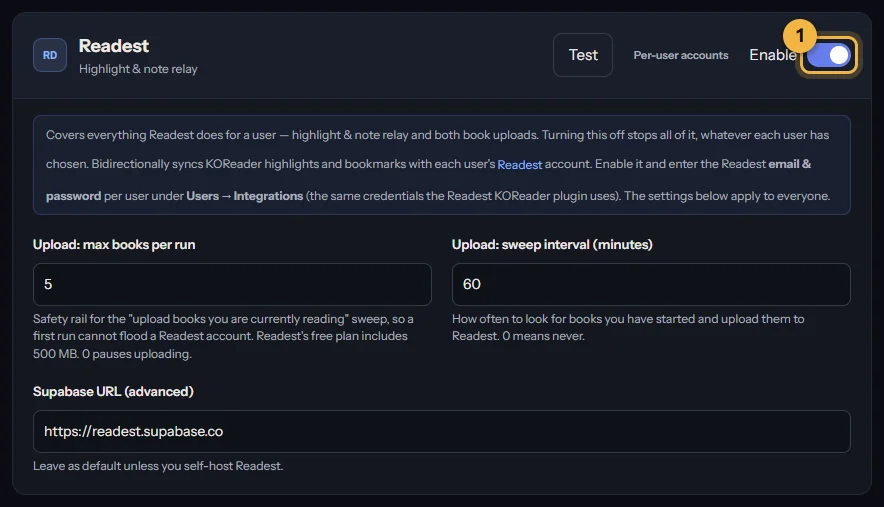 RD
Readest
Highlight & note relay
Test
Per-user accounts
Enable
1
Covers everything Readest does for a user — highlight & note relay and both book uploads. Turning this off stops all of it, whatever each user has
chosen. Bidirectionally syncs KOReader highlights and bookmarks with each user's Readest account. Enable it and enter the Readest email &
password per user under Users → Integrations (the same credentials the Readest KOReader plugin uses). The settings below apply to everyone.
Upload: max books per run
5
Safety rail for the "upload books you are currently reading" sweep, so a
first run cannot flood a Readest account. Readest's free plan includes
500 MB. 0 pauses uploading.
Upload: sweep interval (minutes)
60
How often to look for books you have started and upload them to
Readest. 0 means never.
Supabase URL (advanced)
https://readest.supabase.co
Leave as default unless you self-host Readest.